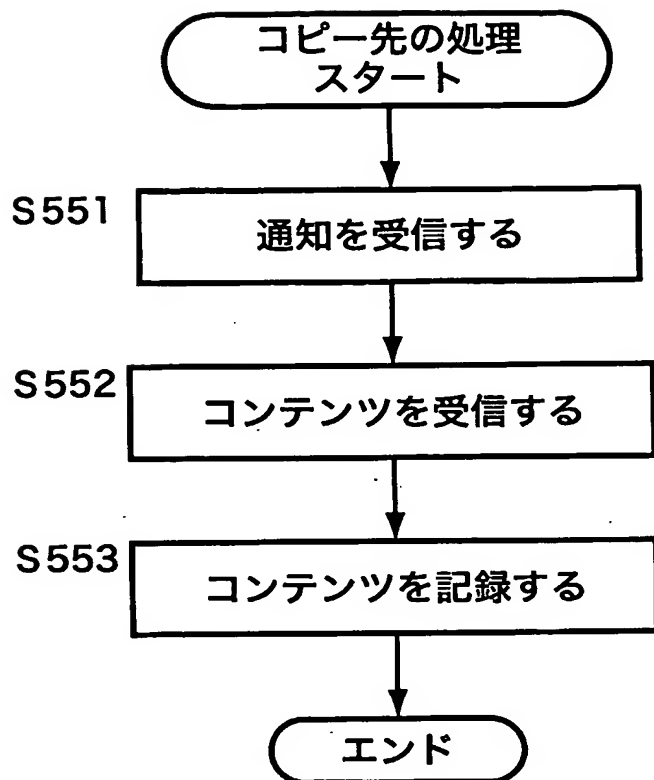 コピー先の処理
スタート
S551
通知を受信する
S552
コンテンツを受信する
S553
コンテンツを記録する
エンド